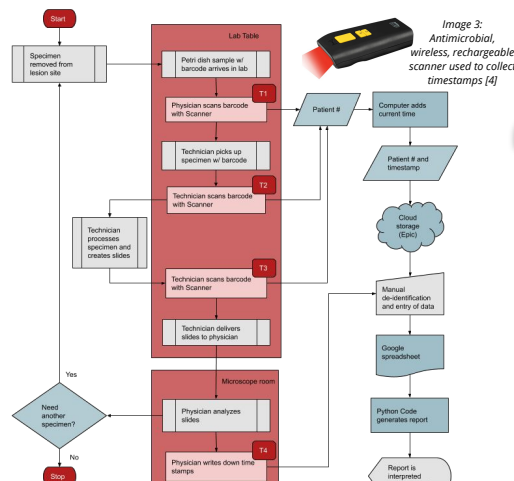 Start
Specimen
removed from
lesion site
Lab Table
Petri dish sample w/
barcode arrives in lab
T1
Physician scans barcode
with Scanner
Technician picks up
specimen w/ barcode
T2
Technician scans barcode
with Scanner
Technician
processes
specimen and
creates slides
T3
Technician scans barcode
with Scanner
Technician delivers
slides to physician
Microscope room
Physician analyzes
slides
T4
Physician writes down time
stamps
Yes
Need
another
specimen?
No
Stop
Image 3:
Antimicrobial,
wireless, rechargeable
scanner used to collect
timestamps [4]
Patient #
Computer adds
current time
Patient # and
timestamp
Cloud
storage
(Epic)
Manual
de-identification
and entry of data
Google
spreadsheet
Python Code
generates report
Report is
interpreted